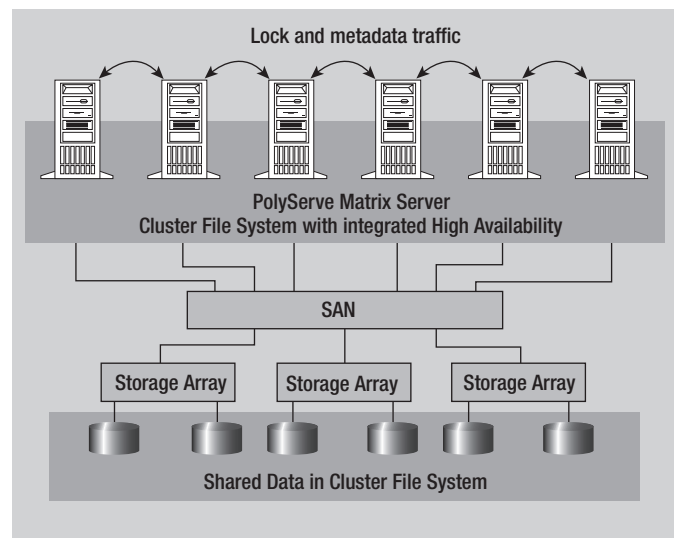 Lock and metadata traffic
PolyServe Matrix Server
Cluster File System with integrated High Availability
SAN
Storage Array
Storage Array
Storage Array
Shared Data in Cluster File System